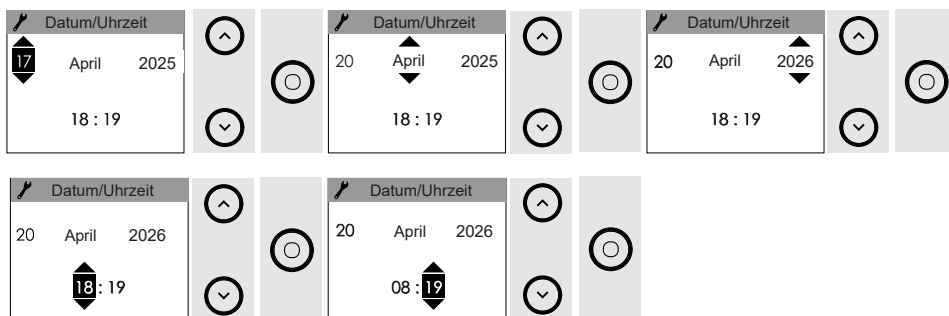 Datum/Uhrzeit
17 April 2025
18 : 19
Datum/Uhrzeit
20 April 2025
18 : 19
Datum/Uhrzeit
20 April 2026
18 : 19
Datum/Uhrzeit
20 April 2026
18 : 19
Datum/Uhrzeit
20 April 2026
08 : 19